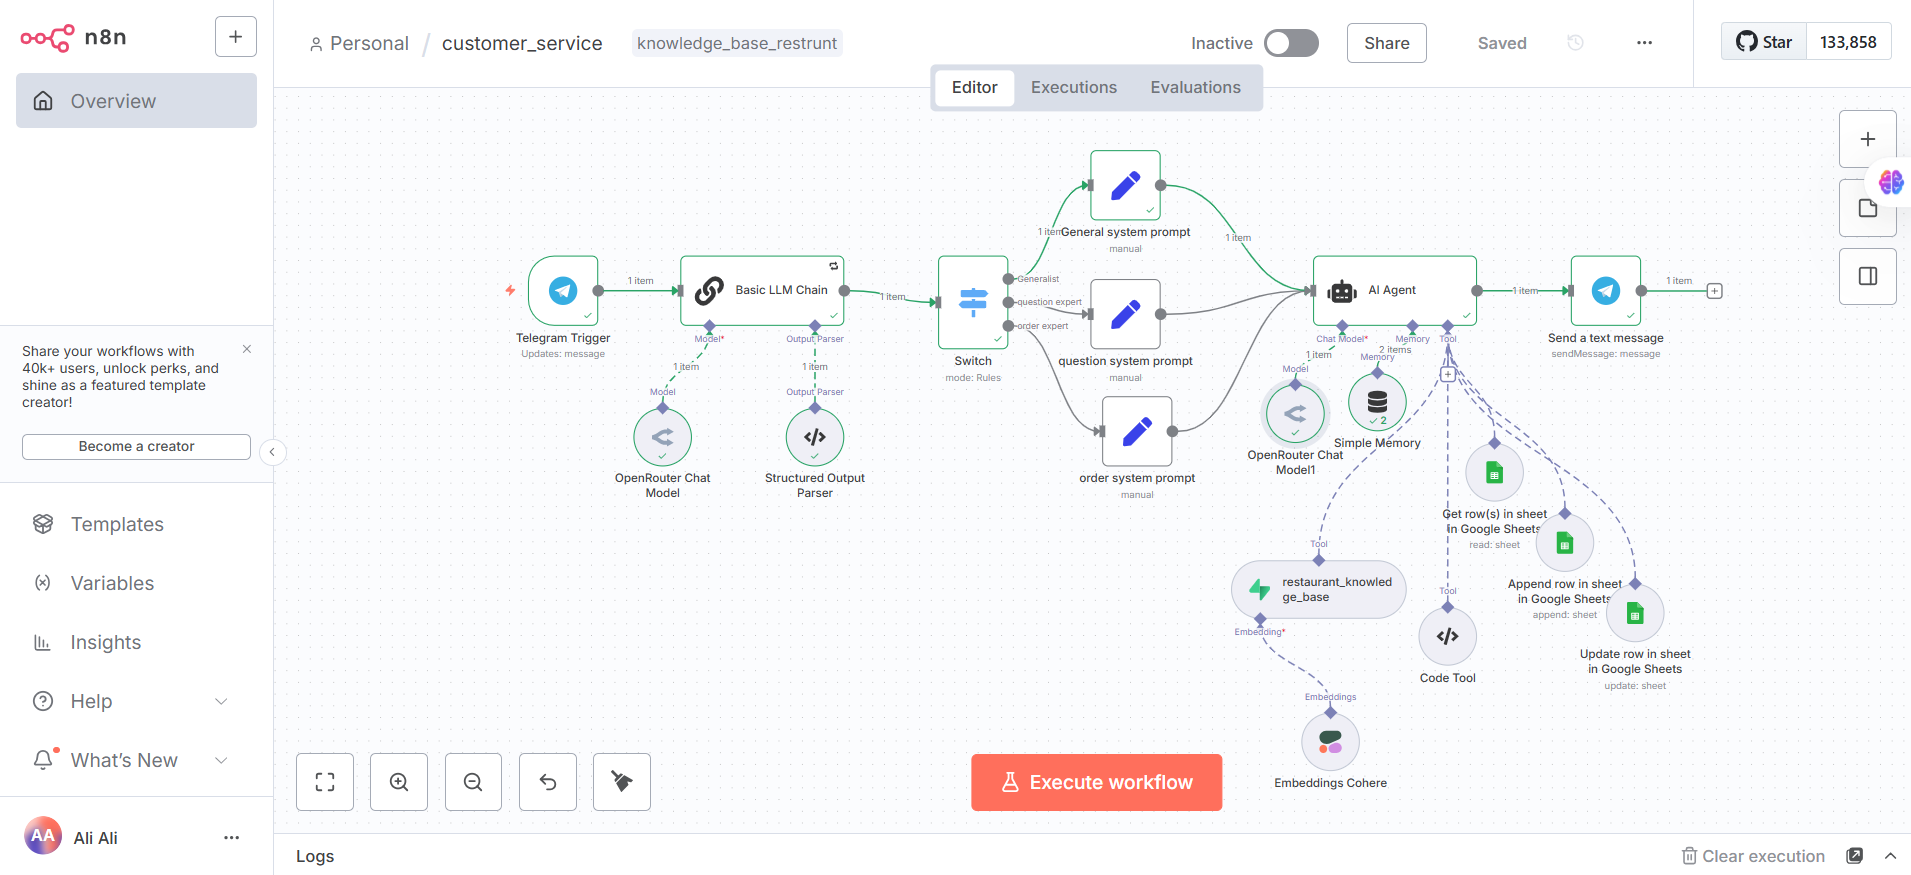 n8n
Personal / customer_service
knowledge_base_restrunt
Inactive
Share
Saved
Star
133,858
Overview
Editor
Executions
Evaluations
Share your workflows with
40k+ users, unlock perks, and
shine as a featured template
creator!
Become a creator
Templates
Variables
Insights
Help
What's New
AA
Ali Ali
Telegram Trigger
Updates: message
1 item
Basic LLM Chain
Model*
Output Parser
1 item
1 item
Model
Output Parser
OpenRouter Chat
Model
Structured Output
Parser
1 item
Switch
mode: Rules
Generalist
question expert
order expert
1 item
General system prompt
manual
question system prompt
manual
order system prompt
manual
1 item
AI Agent
Chat Model*
Memory
Tool
1 item
2 items
Model
Memory
OpenRouter Chat
Model1
2
Simple Memory
1 item
Send a text message
sendMessage: message
1 item
Get row(s) in sheet
in Google Sheets
read: sheet
Append row in sheet
in Google Sheets
append: sheet
Update row in sheet
in Google Sheets
update: sheet
Tool
restaurant_knowled
ge_base
Embedding*
Embeddings
Embeddings Cohere
Tool
Code Tool
Execute workflow
Logs
Clear execution